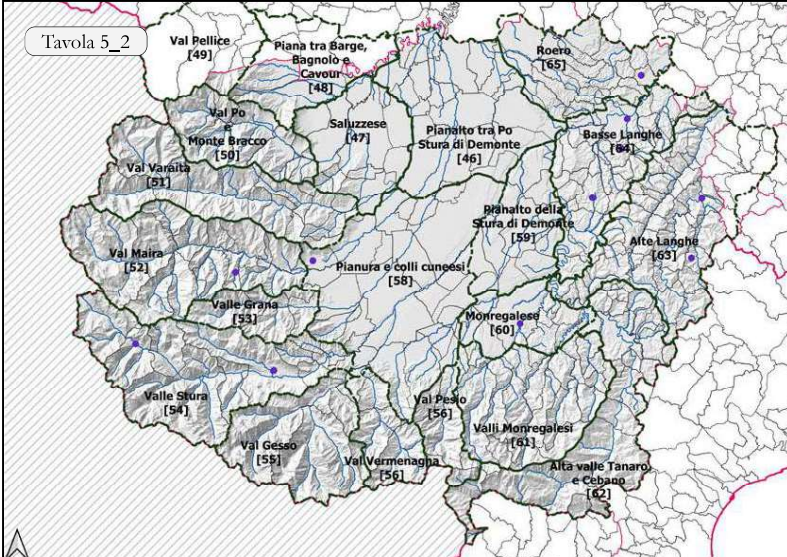 Tavola 5_2
Val Pellice
[49]
Piana tra Barge,
Bagnolo e
Cavour
[48]
Roero
[65]
Val Po
e
Monte Bracco
[50]
Saluzzese
[47]
Pianalto tra Po
Stura di Demonte
[46]
Basse Langhe
[64]
Val Varaita
[51]
Pianalto della
Stura di Demonte
[59]
Alte Langhe
[63]
Val Maira
[52]
Pianura e colli cuneesi
[58]
Valle Grana
[53]
Monregalese
[60]
Valle Stura
[54]
Val Pesio
[56]
Valli Monregalesi
[61]
Val Gesso
[55]
Val Vermenagna
[56]
Alta valle Tanaro
e Cebano
[62]